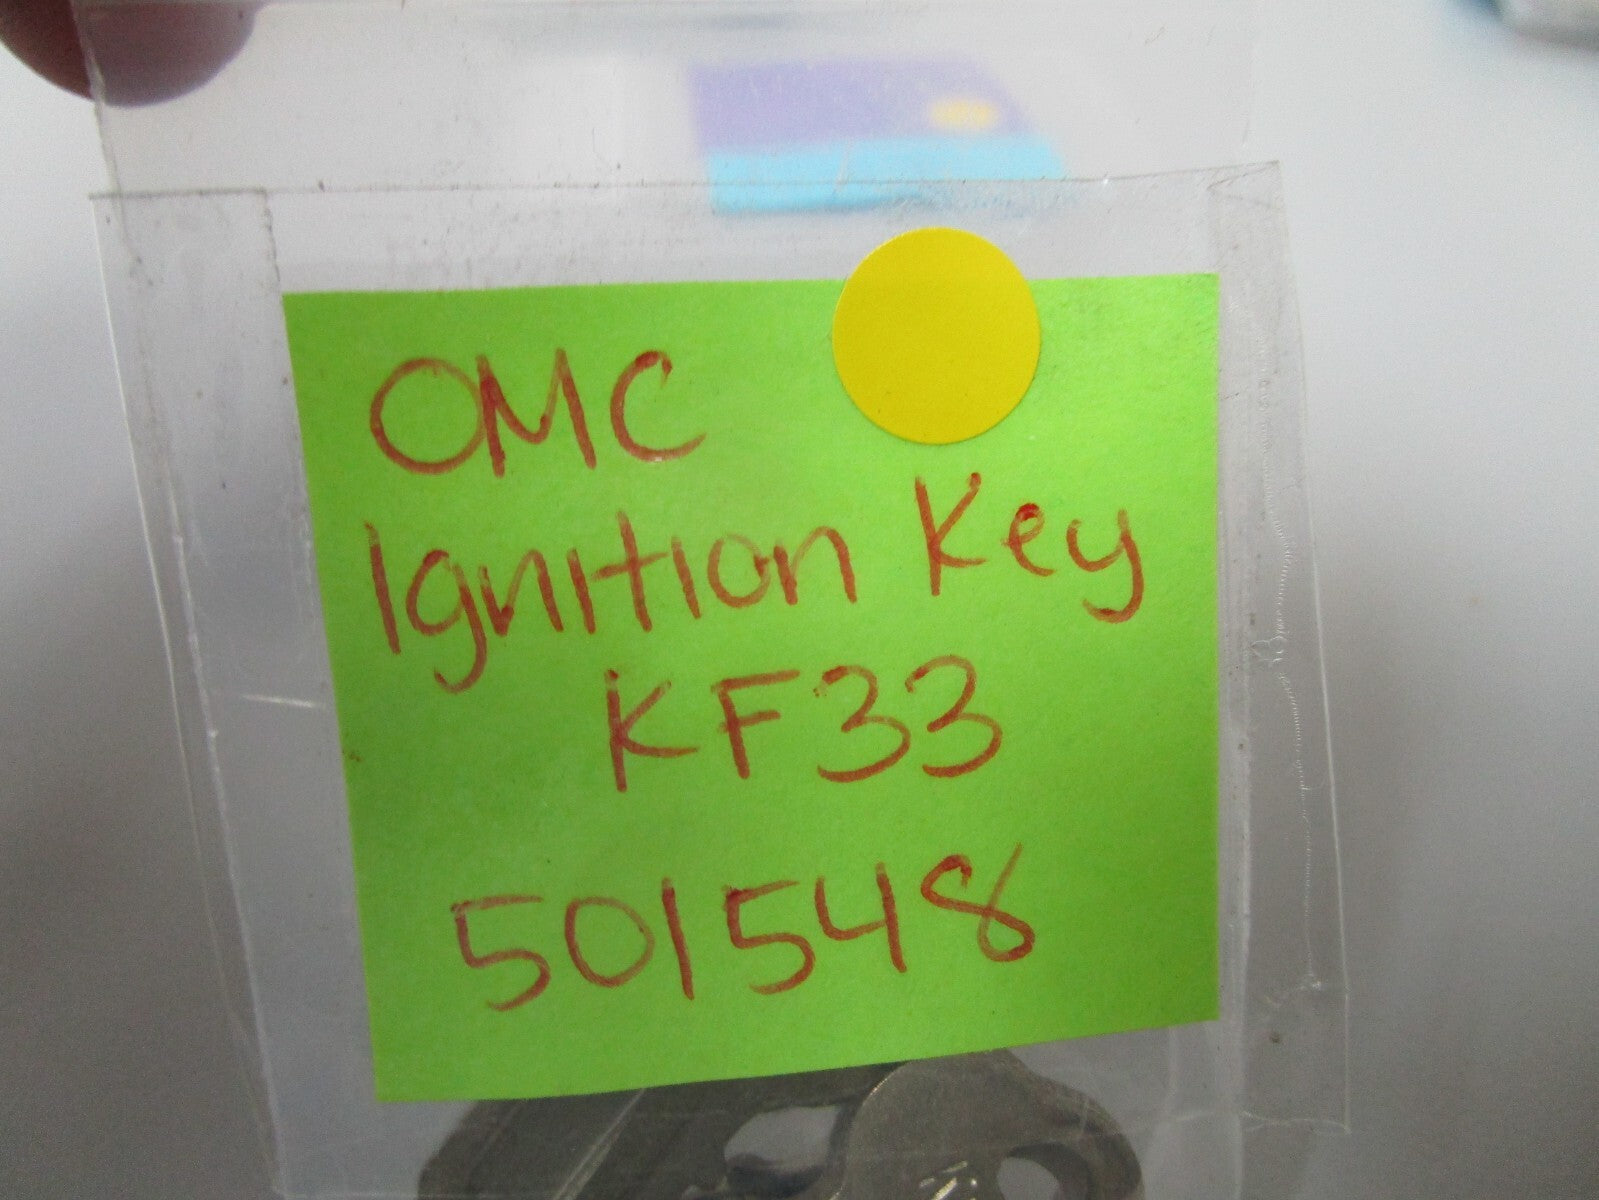 OMC
Ignition Key
KF33
501548